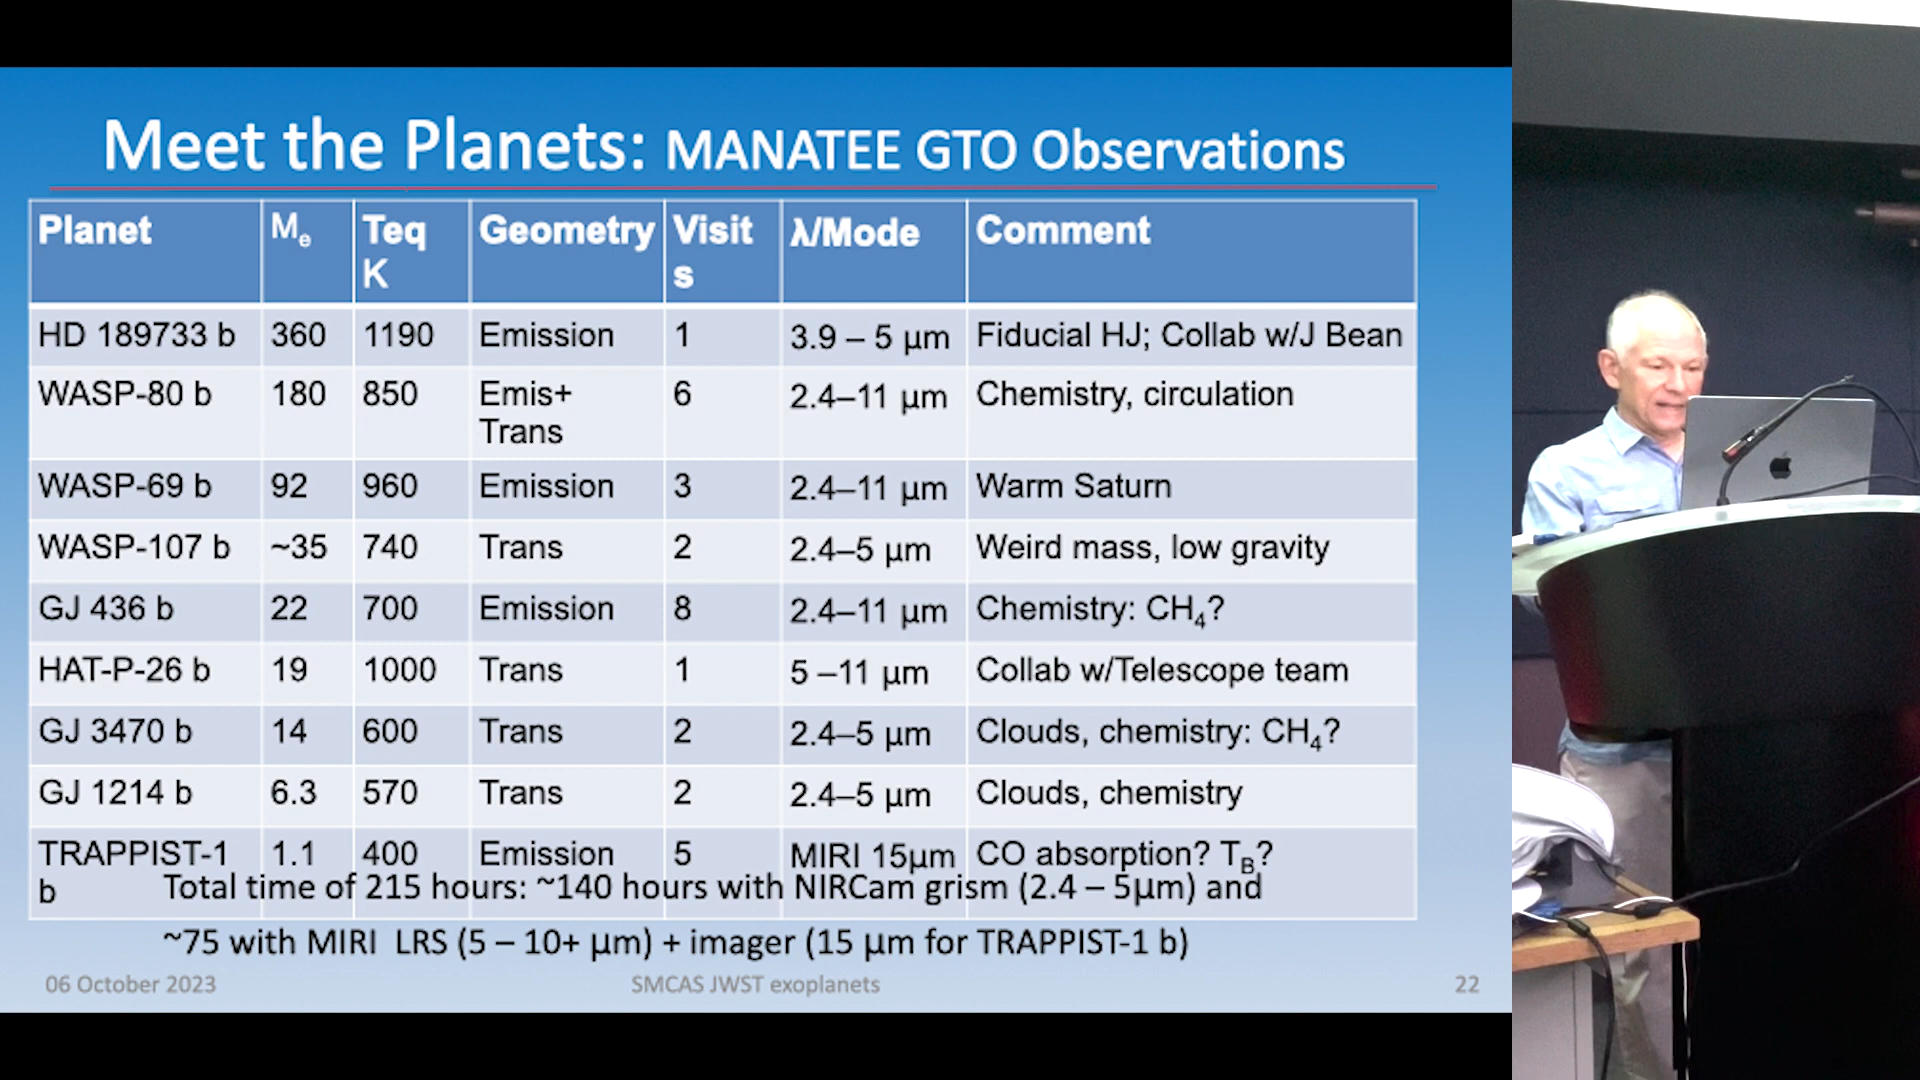 Meet the Planets: MANATEE GTO Observations
Planet Me Teq K Geometry Visits λ/Mode Comment
HD 189733 b 360 1190 Emission 1 3.9 – 5 µm Fiducial HJ; Collab w/J Bean
WASP-80 b 180 850 Emis+ Trans 6 2.4–11 µm Chemistry, circulation
WASP-69 b 92 960 Emission 3 2.4–11 µm Warm Saturn
WASP-107 b ~35 740 Trans 2 2.4–5 µm Weird mass, low gravity
GJ 436 b 22 700 Emission 8 2.4–11 µm Chemistry: CH4?
HAT-P-26 b 19 1000 Trans 1 5 –11 µm Collab w/Telescope team
GJ 3470 b 14 600 Trans 2 2.4–5 µm Clouds, chemistry: CH4?
GJ 1214 b 6.3 570 Trans 2 2.4–5 µm Clouds, chemistry
TRAPPIST-1 b 1.1 400 Emission 5 MIRI 15µm CO absorption? TB?
Total time of 215 hours: ~140 hours with NIRCam grism (2.4 – 5µm) and
~75 with MIRI LRS (5 – 10+ µm) + imager (15 µm for TRAPPIST-1 b)
06 October 2023 SMCAS JWST exoplanets 22